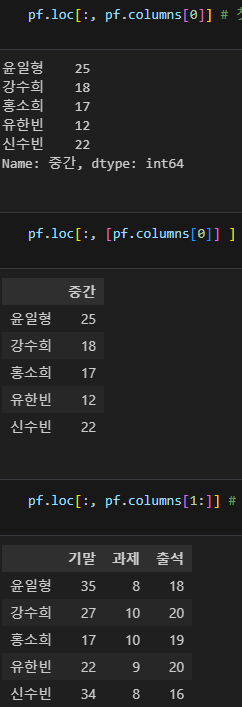 pf.loc[:, pf.columns[0]] #
윤일형 25
강수희 18
홍소희 17
유한빈 12
신수빈 22
Name: 중간, dtype: int64
pf.loc[:, [pf.columns[0]] ]
중간
윤일형 25
강수희 18
홍소희 17
유한빈 12
신수빈 22
pf.loc[:, pf.columns[1:]] #
기말 과제 출석
윤일형 35 8 18
강수희 27 10 20
홍소희 17 10 19
유한빈 22 9 20
신수빈 34 8 16